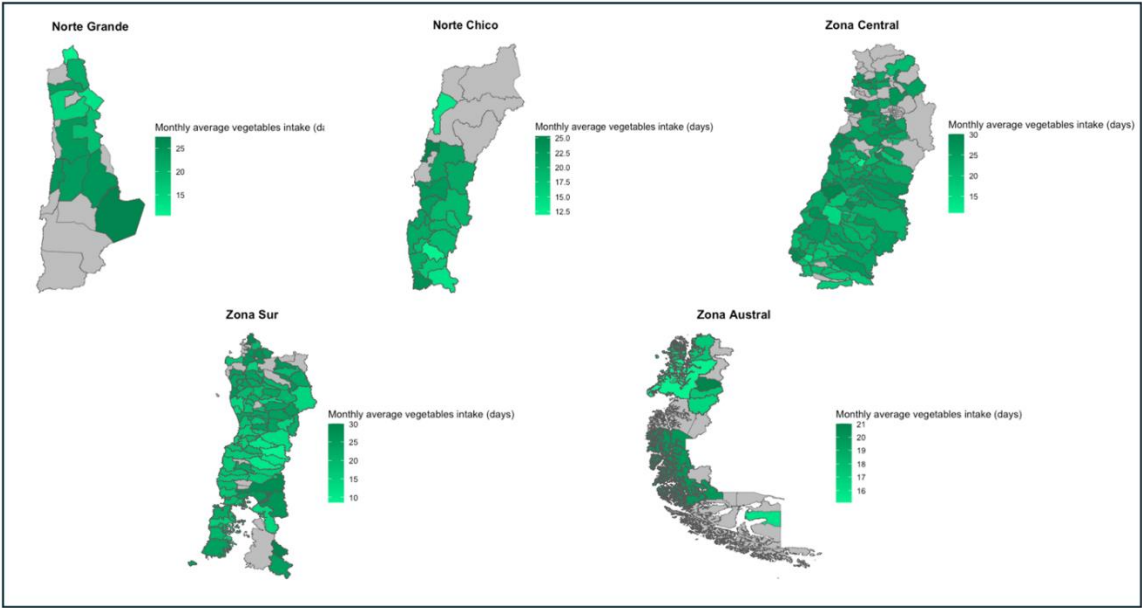 Norte Grande
Monthly average vegetables intake (da
25
20
15
Norte Chico
Monthly average vegetables intake (days)
25.0
22.5
20.0
17.5
15.0
12.5
Zona Central
Monthly average vegetables intake (days)
30
20
10
Zona Sur
Monthly average vegetables intake (days)
30
25
20
15
10
Zona Austral
Monthly average vegetables intake (days)
21
20
19
18
17
16